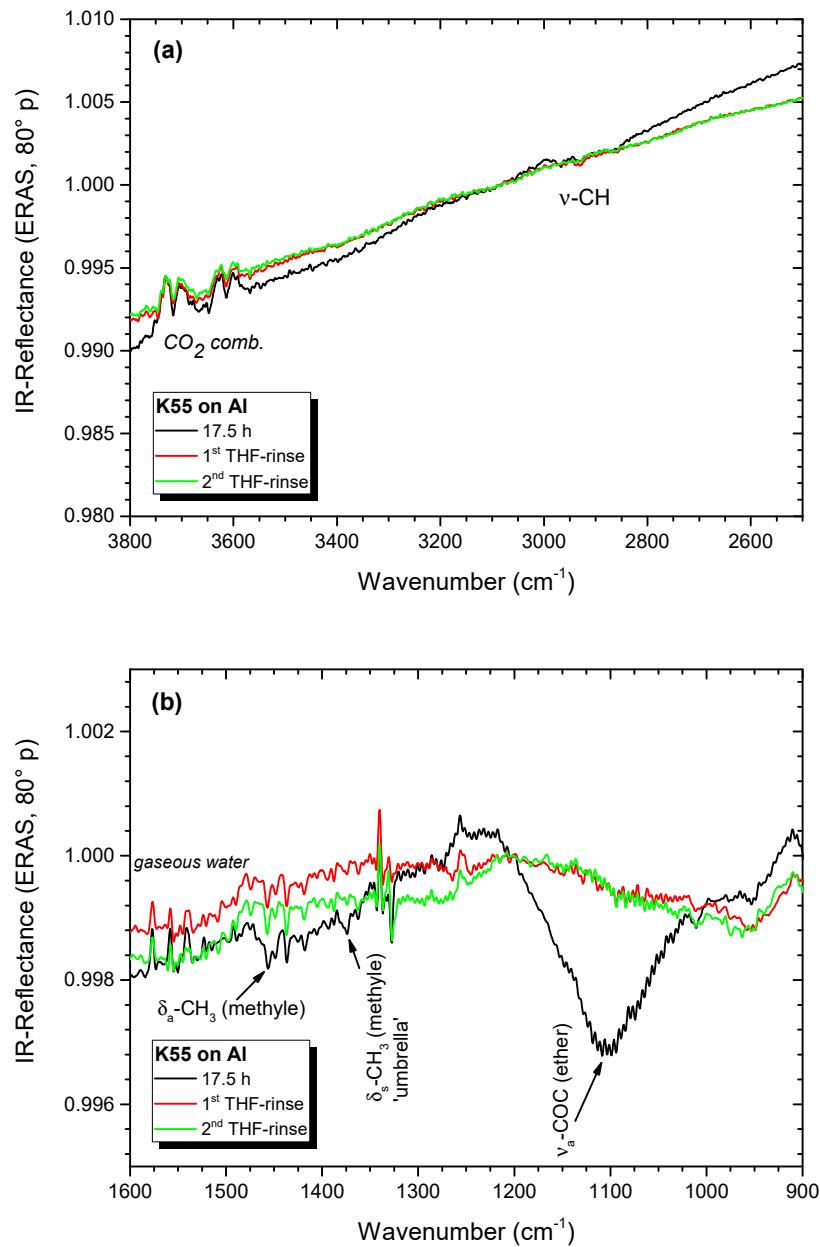 (a)
1.010
1.005
1.000
0.995
0.990
0.985
0.980
IR-Reflectance (ERAS, 80° p)
ν-CH
CO2 comb.
K55 on Al
17.5 h
1st THF-rinse
2nd THF-rinse
3800 3600 3400 3200 3000 2800 2600
Wavenumber (cm-1)
(b)
1.002
1.000
0.998
0.996
IR-Reflectance (ERAS, 80° p)
gaseous water
δa-CH3 (methyle)
δs-CH3 (methyle)
'umbrella'
νa-COC (ether)
K55 on Al
17.5 h
1st THF-rinse
2nd THF-rinse
1600 1500 1400 1300 1200 1100 1000 900
Wavenumber (cm-1)